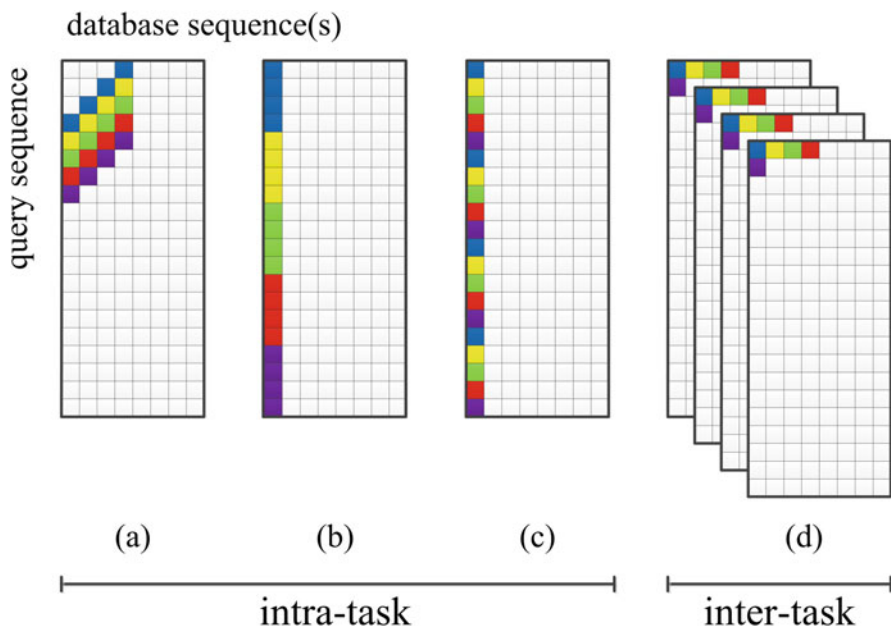 database sequence(s)
query sequence
(a)
(b)
(c)
(d)
intra-task
inter-task